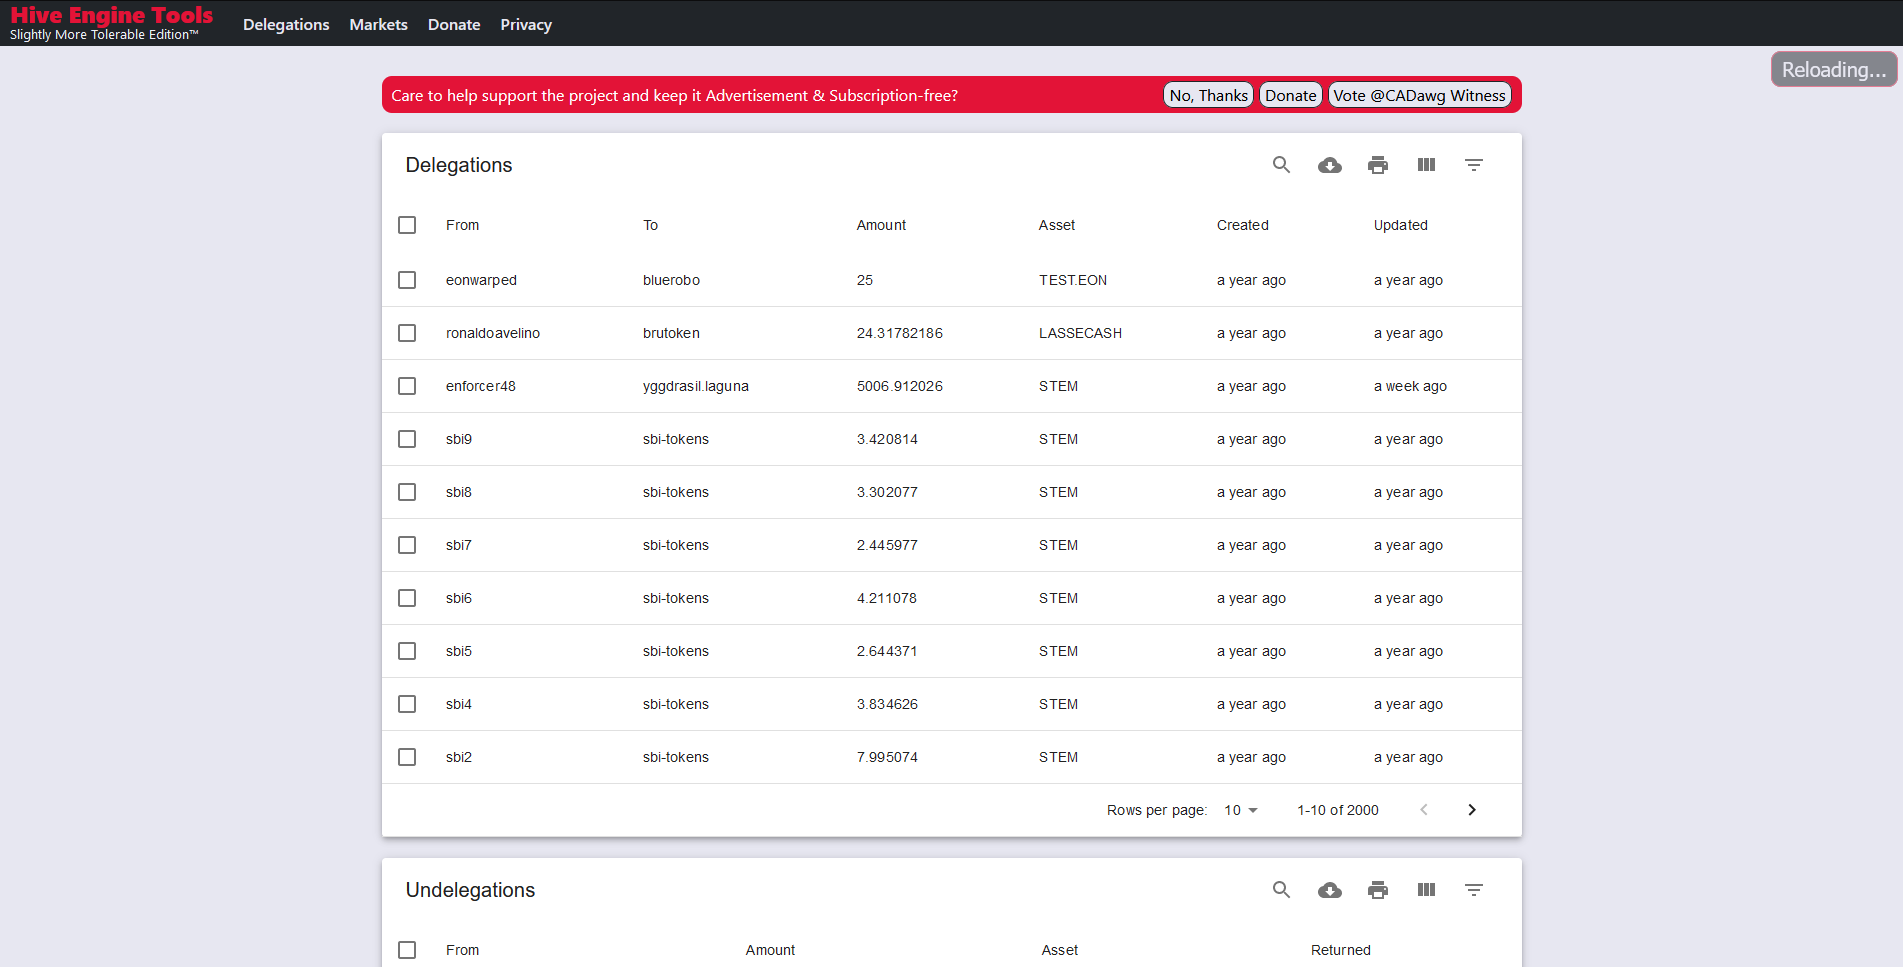 Hive Engine Tools
Slightly More Tolerable Edition™
Delegations Markets Donate Privacy
Reloading...
Care to help support the project and keep it Advertisement & Subscription-free? No, Thanks Donate Vote @CADawg Witness
Delegations
From To Amount Asset Created Updated
eonwarped bluerobo 25 TEST.EON a year ago a year ago
ronaldoavelino brutoken 24.31782186 LASSECASH a year ago a year ago
enforcer48 yggdrasil.laguna 5006.912026 STEM a year ago a week ago
sbi9 sbi-tokens 3.420814 STEM a year ago a year ago
sbi8 sbi-tokens 3.302077 STEM a year ago a year ago
sbi7 sbi-tokens 2.445977 STEM a year ago a year ago
sbi6 sbi-tokens 4.211078 STEM a year ago a year ago
sbi5 sbi-tokens 2.644371 STEM a year ago a year ago
sbi4 sbi-tokens 3.834626 STEM a year ago a year ago
sbi2 sbi-tokens 7.995074 STEM a year ago a year ago
Rows per page: 10 1-10 of 2000
Undelegations
From Amount Asset Returned